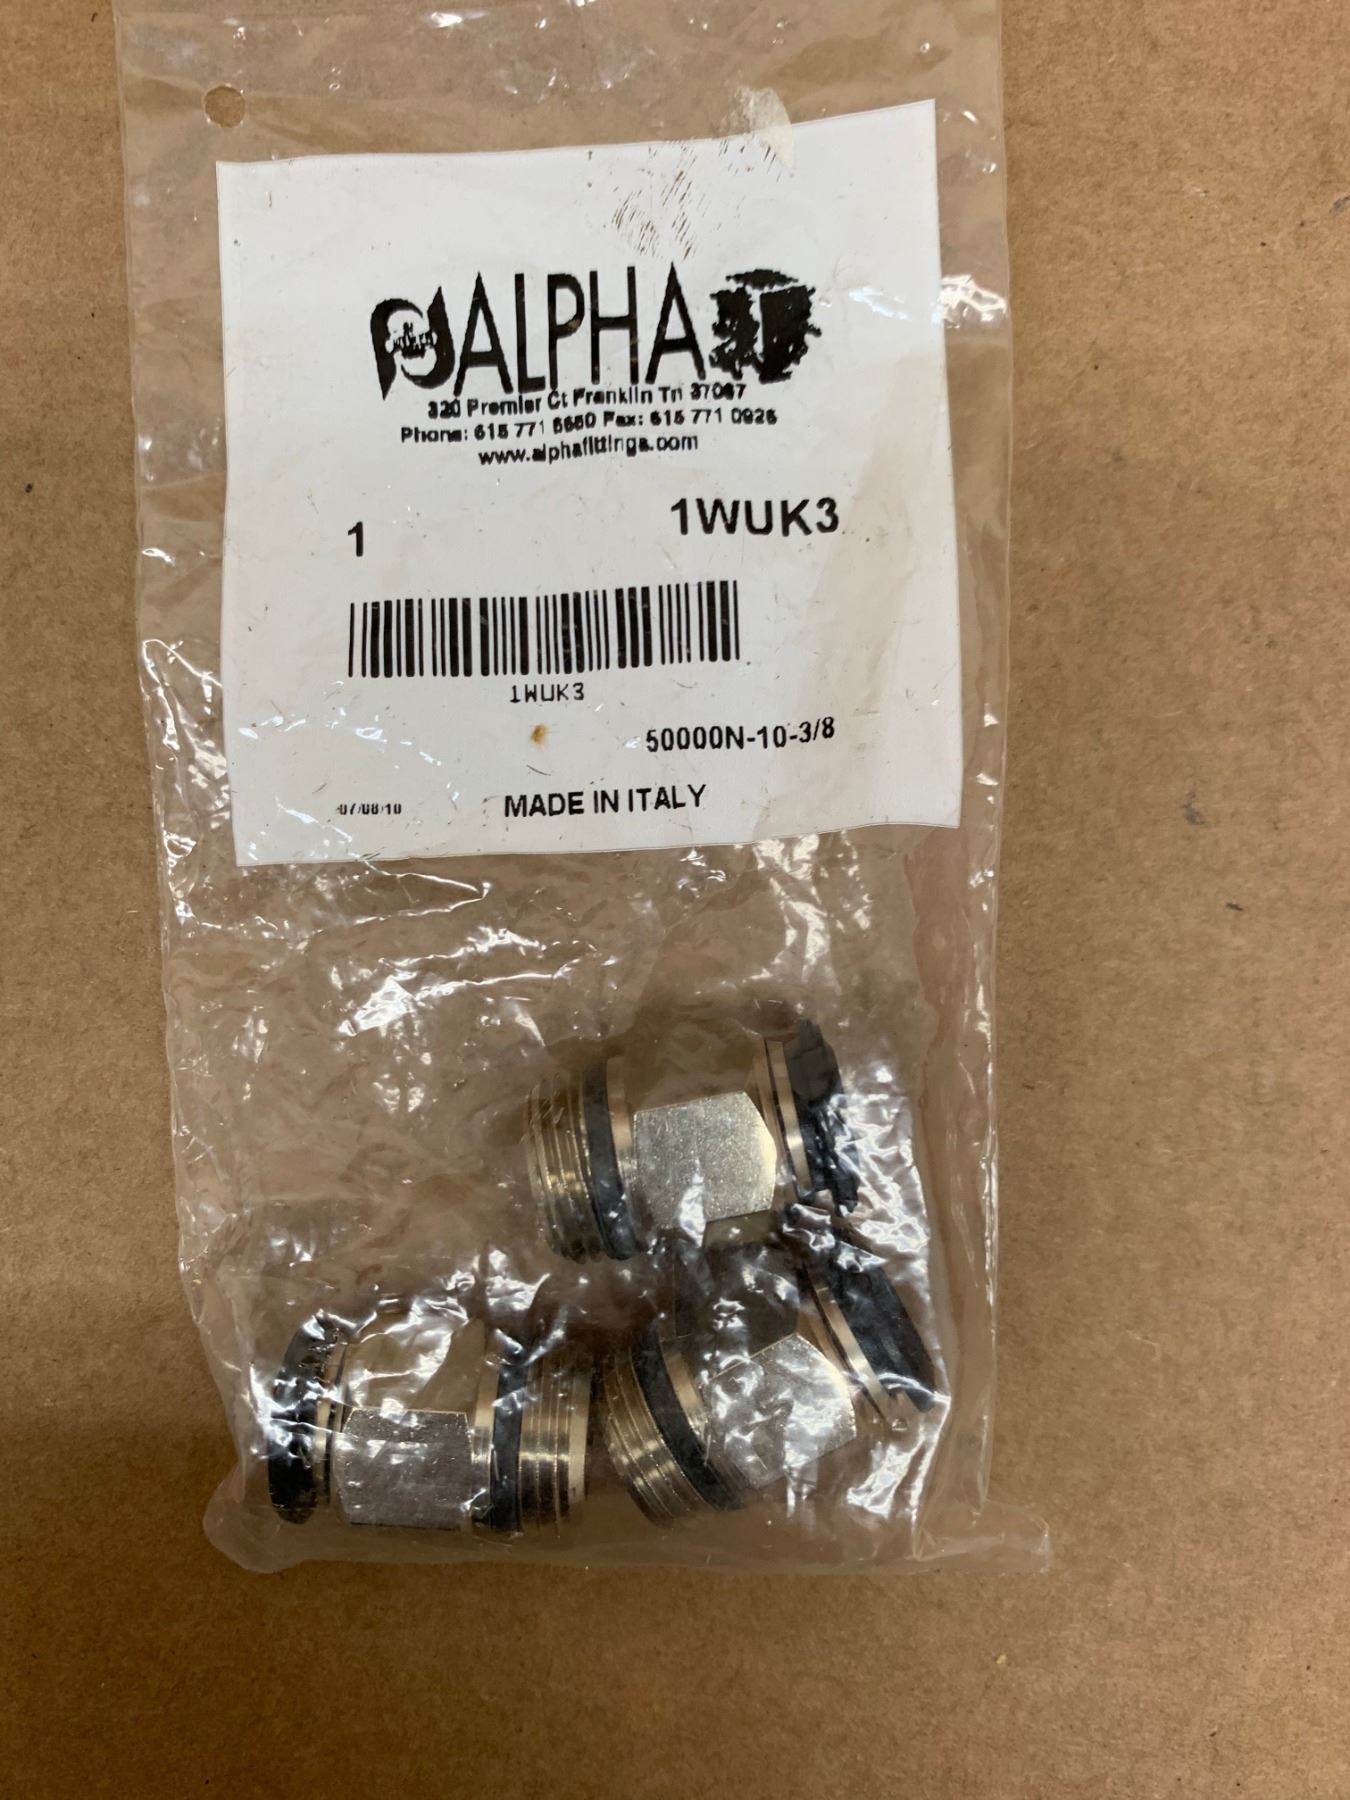 ALPHA
320 Premier Ct Franklin Tn 37067
Phone: 615 771 5650 Fax: 615 771 0926
www.alphafittings.com
1 1WUK3
1WUK3
50000N-10-3/8
07/08/10 MADE IN ITALY